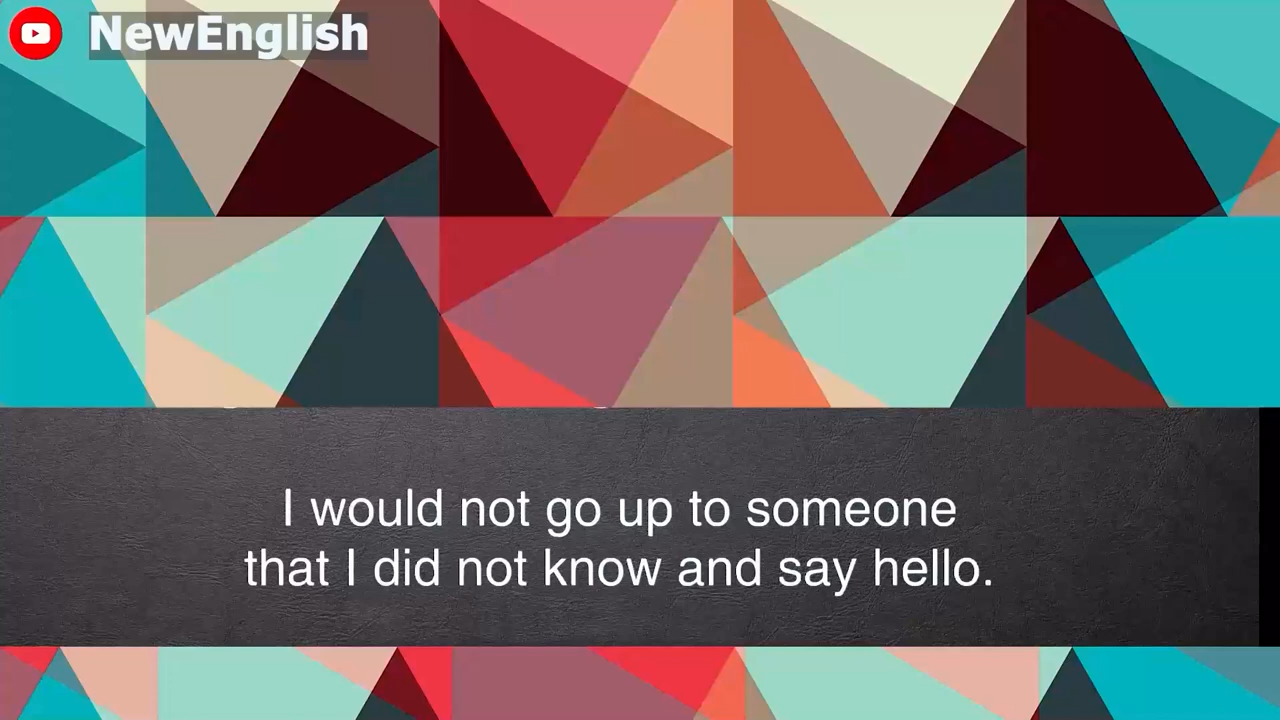 NewEnglish
I would not go up to someone
that I did not know and say hello.